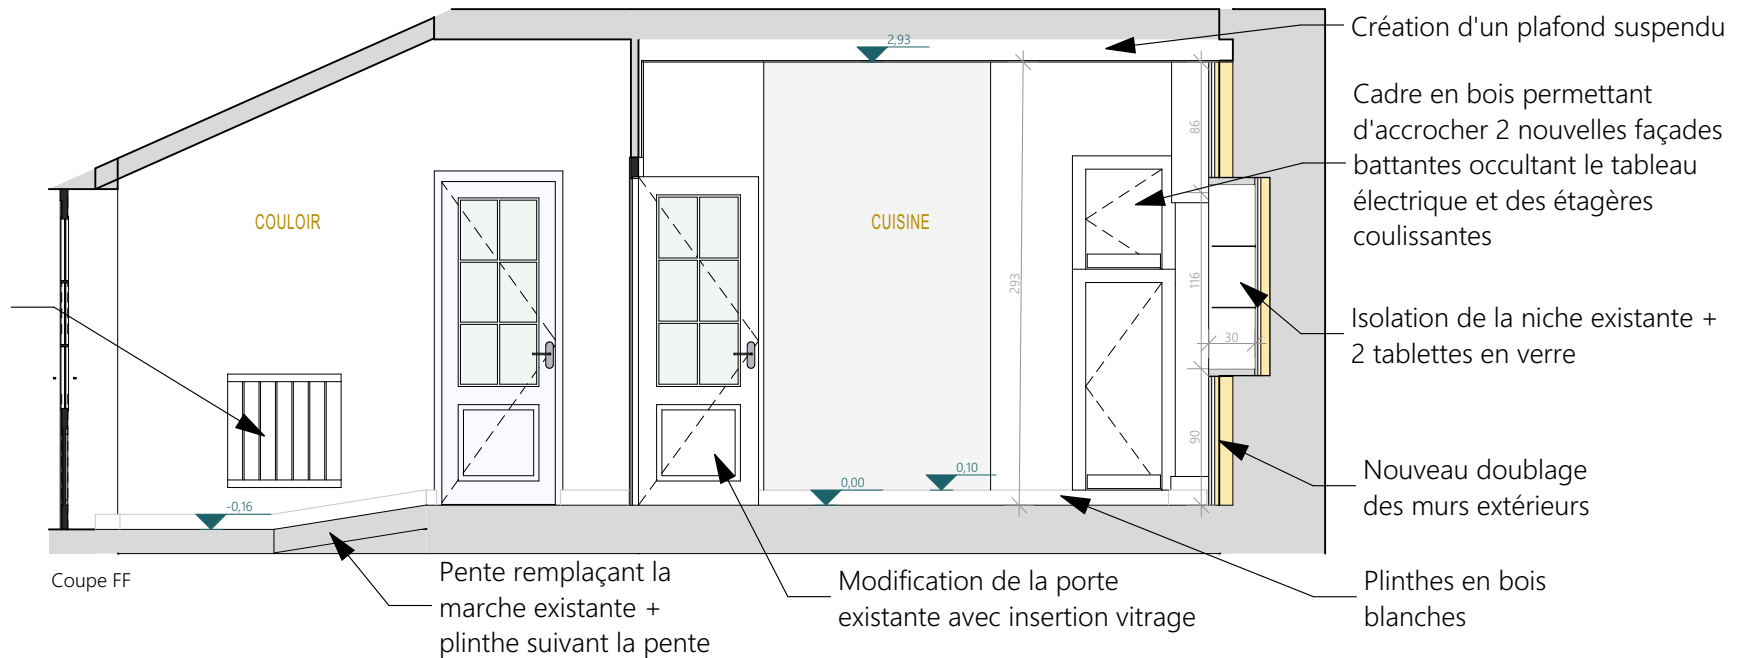 Création d'un plafond suspendu
2,93
Cadre en bois permettant
d'accrocher 2 nouvelles façades
battantes occultant le tableau
électrique et des étagères
coulissantes
86
COULOIR
CUISINE
293
116
Isolation de la niche existante +
2 tablettes en verre
30
90
Nouveau doublage
des murs extérieurs
0,10
0,00
-0,16
Coupe FF
Pente remplaçant la
marche existante +
plinthe suivant la pente
Modification de la porte
existante avec insertion vitrage
Plinthes en bois
blanches